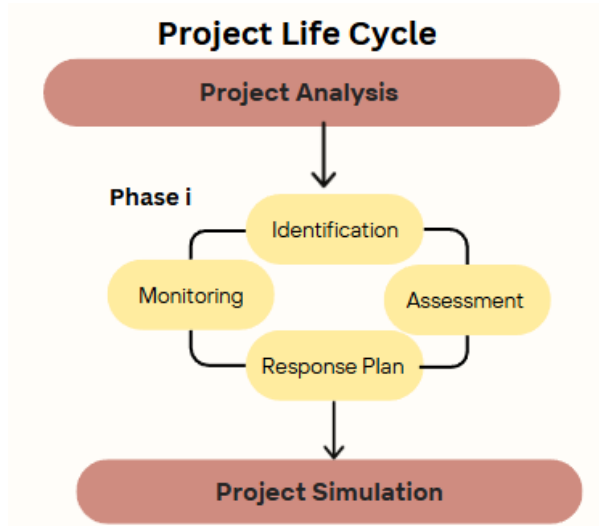 Project Life Cycle
Project Analysis
Phase i
Identification
Monitoring
Assessment
Response Plan
Project Simulation